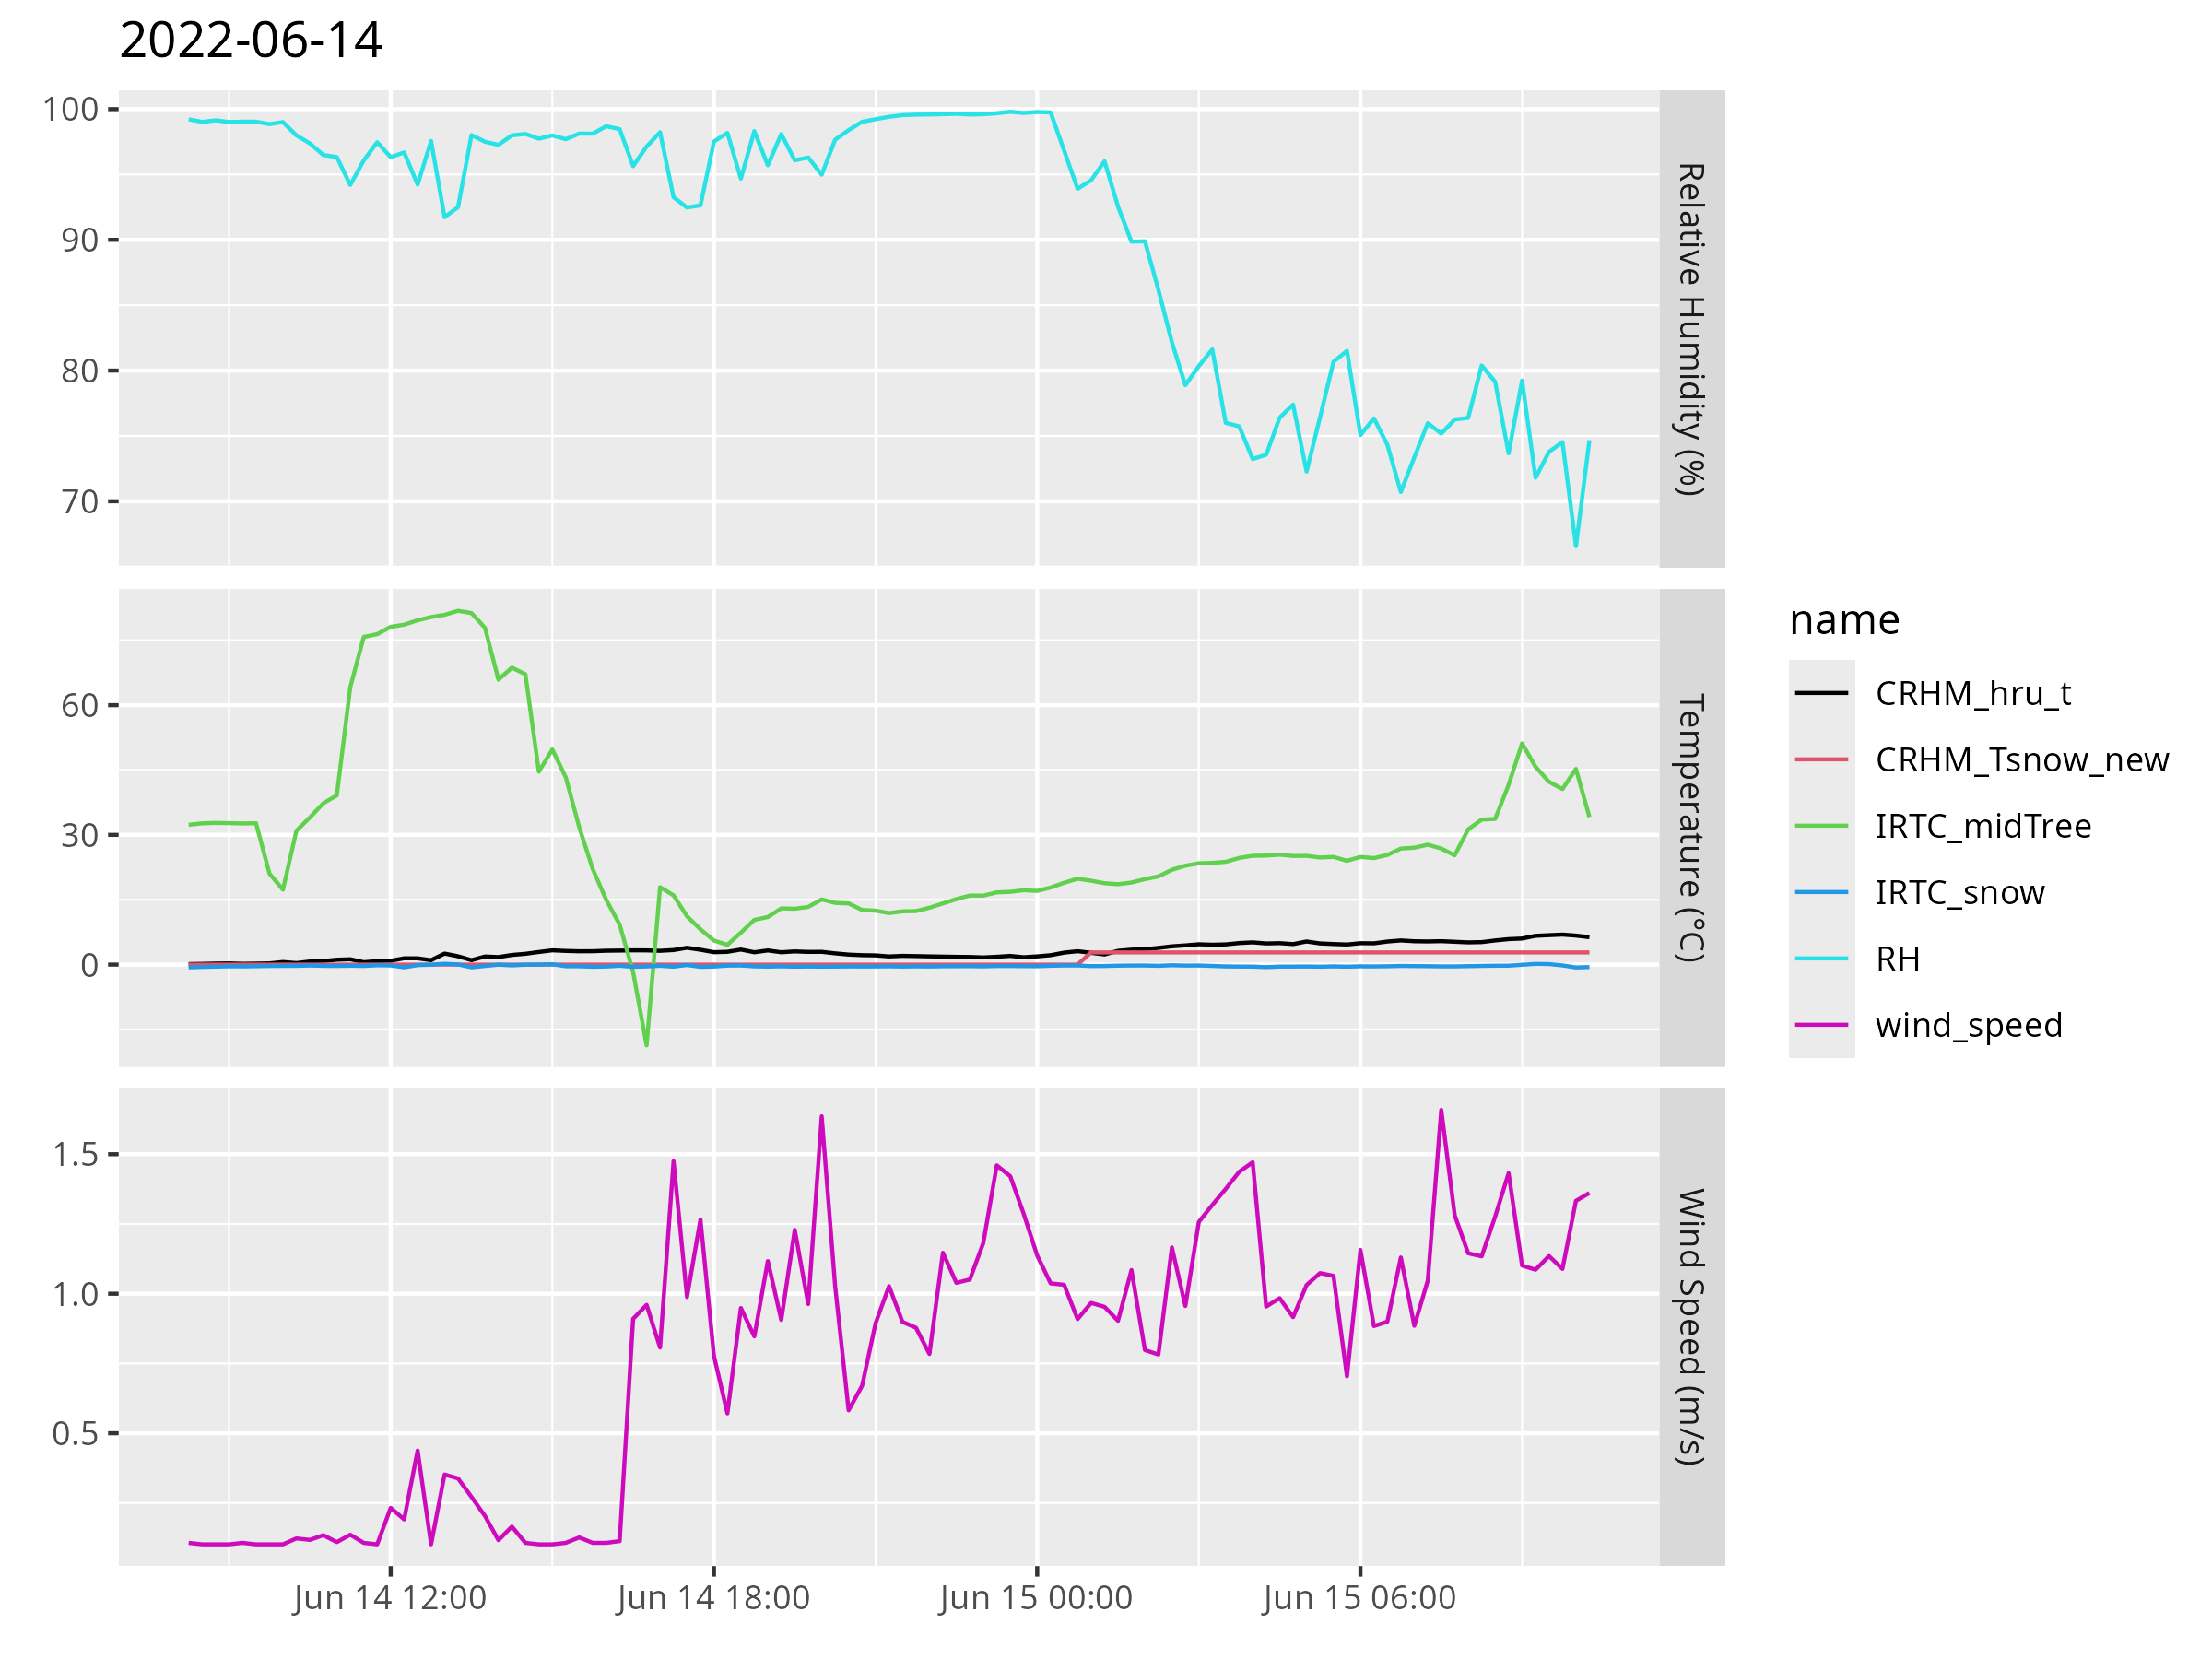 2022-06-14
100
90
80
70
Relative Humidity (%)
60
30
0
Temperature (°C)
1.5
1.0
0.5
Wind Speed (m/s)
Jun 14 12:00
Jun 14 18:00
Jun 15 00:00
Jun 15 06:00
name
CRHM_hru_t
CRHM_Tsnow_new
IRTC_midTree
IRTC_snow
RH
wind_speed